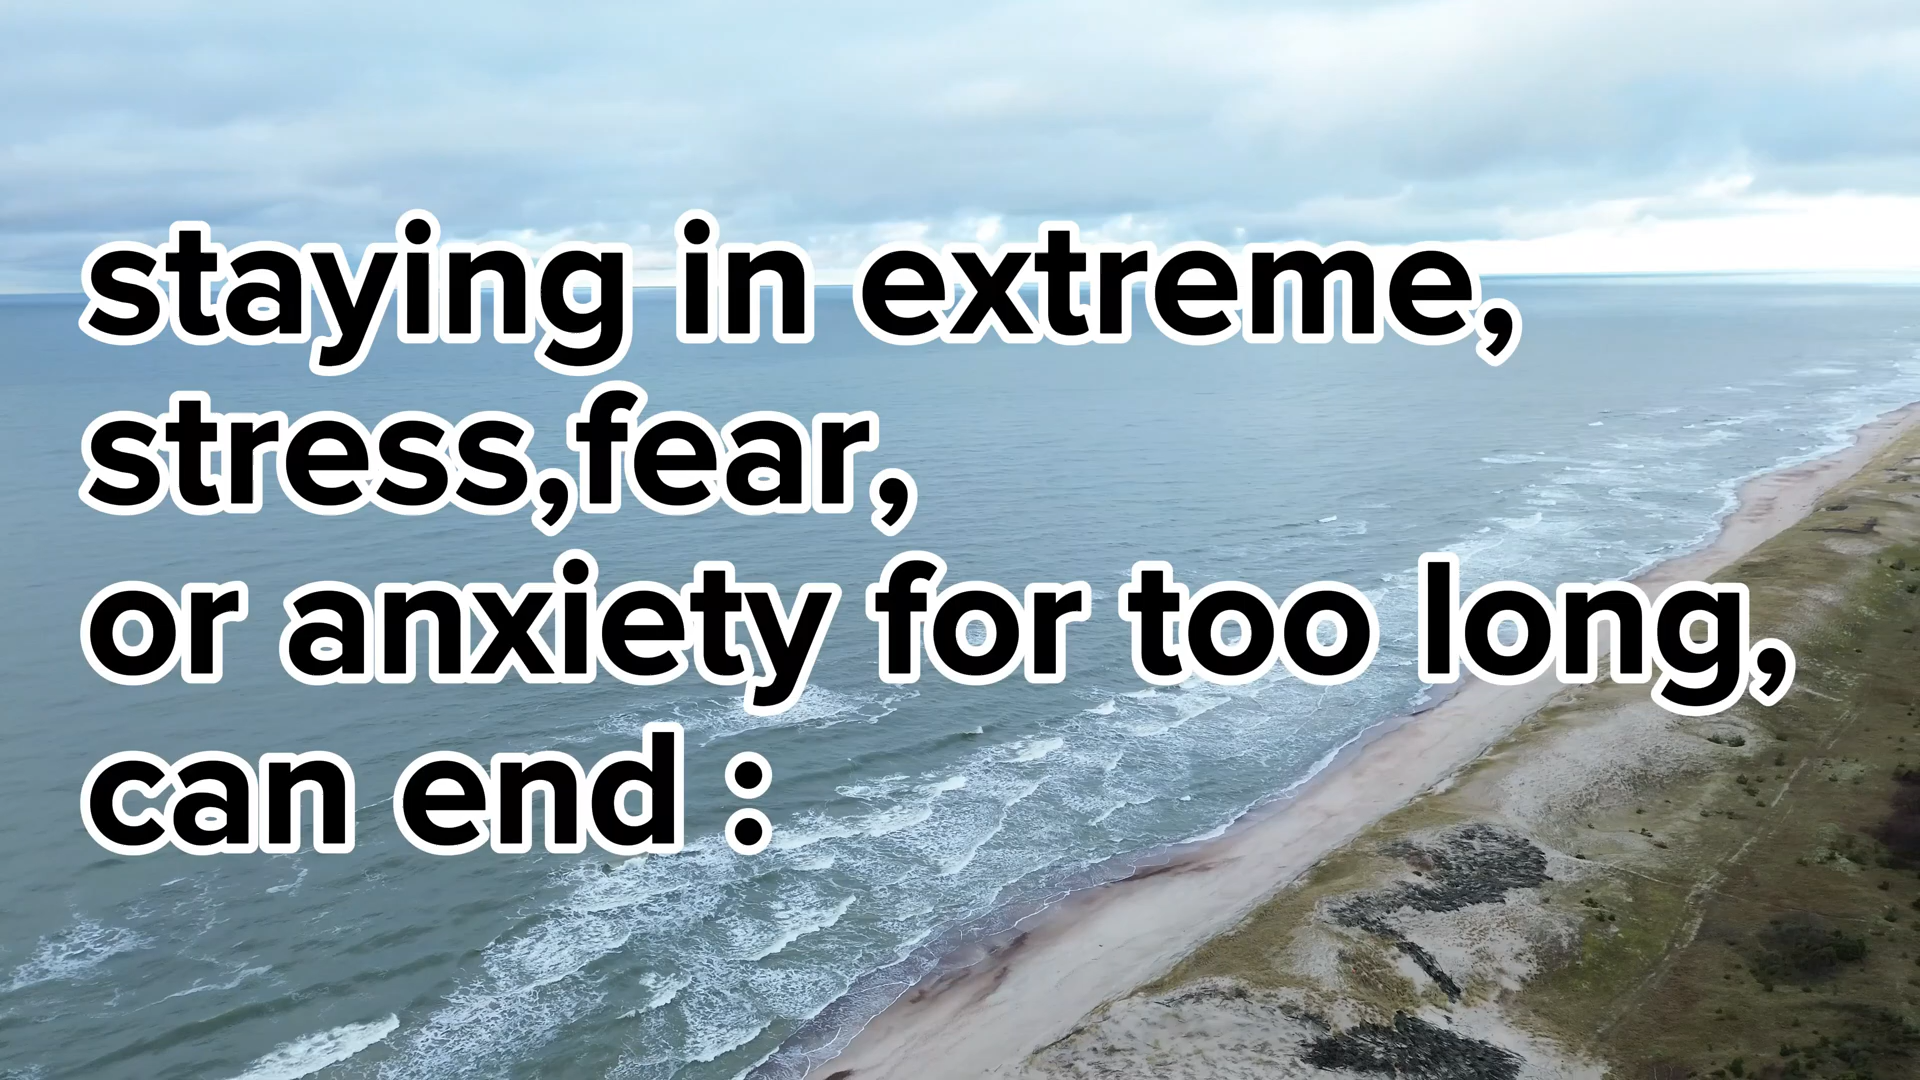 staying in extreme,
stress,fear,
or anxiety for too long,
can end :